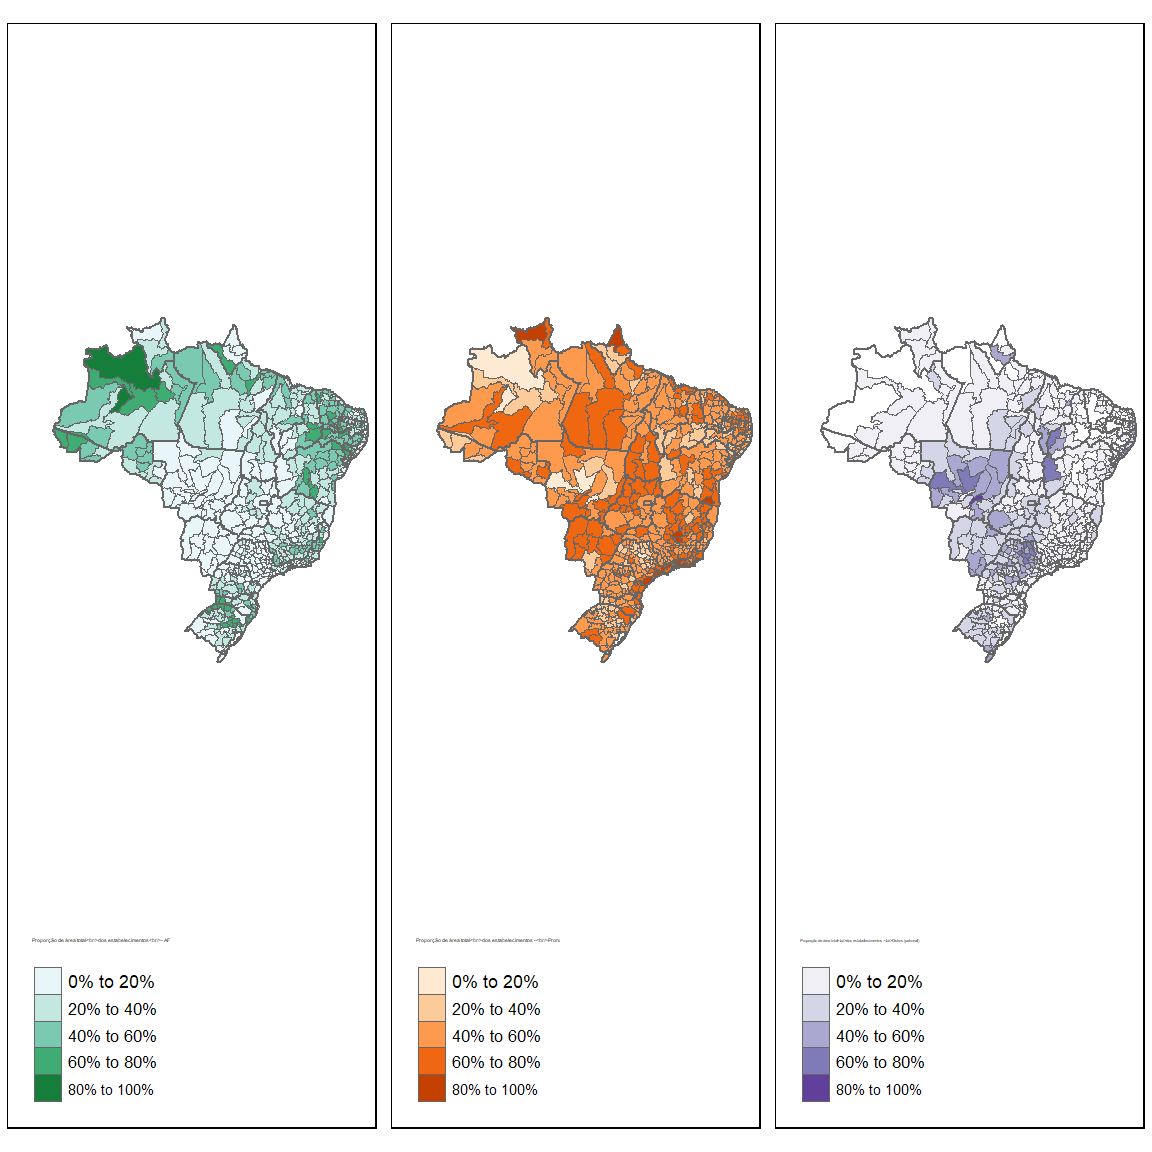 Proporção de área total<br/>dos estabelecimentos<br/>– AF
0% to 20%
20% to 40%
40% to 60%
60% to 80%
80% to 100%
Proporção de área total<br/>dos estabelecimentos –<br/>Pron
0% to 20%
20% to 40%
40% to 60%
60% to 80%
80% to 100%
Proporção de área total<br/>dos estabelecimentos (patronal)
0% to 20%
20% to 40%
40% to 60%
60% to 80%
80% to 100%